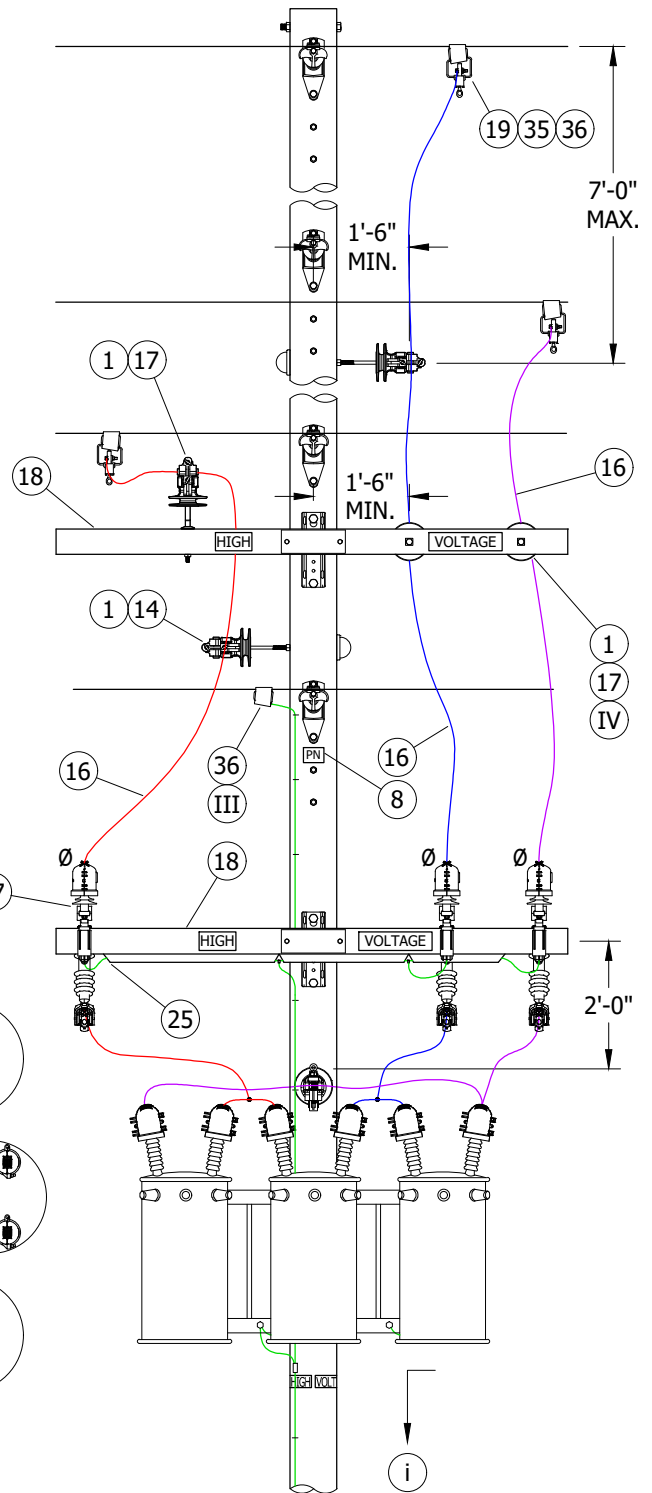 19 35 36
7'-0"
MAX.
1'-6"
MIN.
1 17
16
18
1'-6"
MIN.
HIGH
VOLTAGE
1 14
1
17
IV
PN
16
36
III
16
8
18
Ø
Ø
Ø
7
HIGH
VOLTAGE
25
2'-0"
HIGH VOLT
i